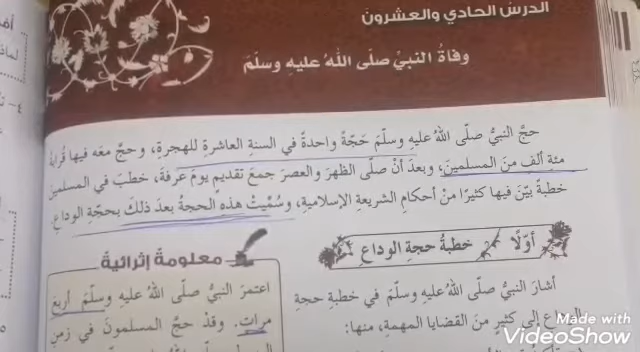 الدرسُ الحادي والعشرون
وفاةُ النبيِّ صلّى اللهُ عليهِ وسلّمَ
حجَّ النبيُّ صلّى اللهُ عليهِ وسلّمَ حَجّةً واحدةً في السنةِ العاشرةِ للهجرةِ، وحجَّ معَه فيها قُرابةُ
مئةِ ألفٍ منَ المسلمينَ، وبعدَ أنْ صلّى الظهرَ والعصرَ جمعَ تقديمٍ يومَ عرفةَ، خطبَ في المسلمينَ
خطبةً بيّنَ فيها كثيرًا منْ أحكامِ الشريعةِ الإسلاميةِ، وسُمّيتْ هذهِ الحجةُ بعدَ ذلكَ بحجّةِ الوداعِ.
أوّلًا خطبةُ حجةِ الوداعِ
معلومةٌ إثرائيةٌ
أشارَ النبيُّ صلّى اللهُ عليهِ وسلّمَ في خطبةِ حجةِ
الوداعِ إلى كثيرٍ منَ القضايا المهمةِ، منها:
اعتمرَ النبيُّ صلّى اللهُ عليهِ وسلّمَ أربعَ
مراتٍ. وقدْ حجَّ المسلمونَ في زمنِ
Made with
VideoShow